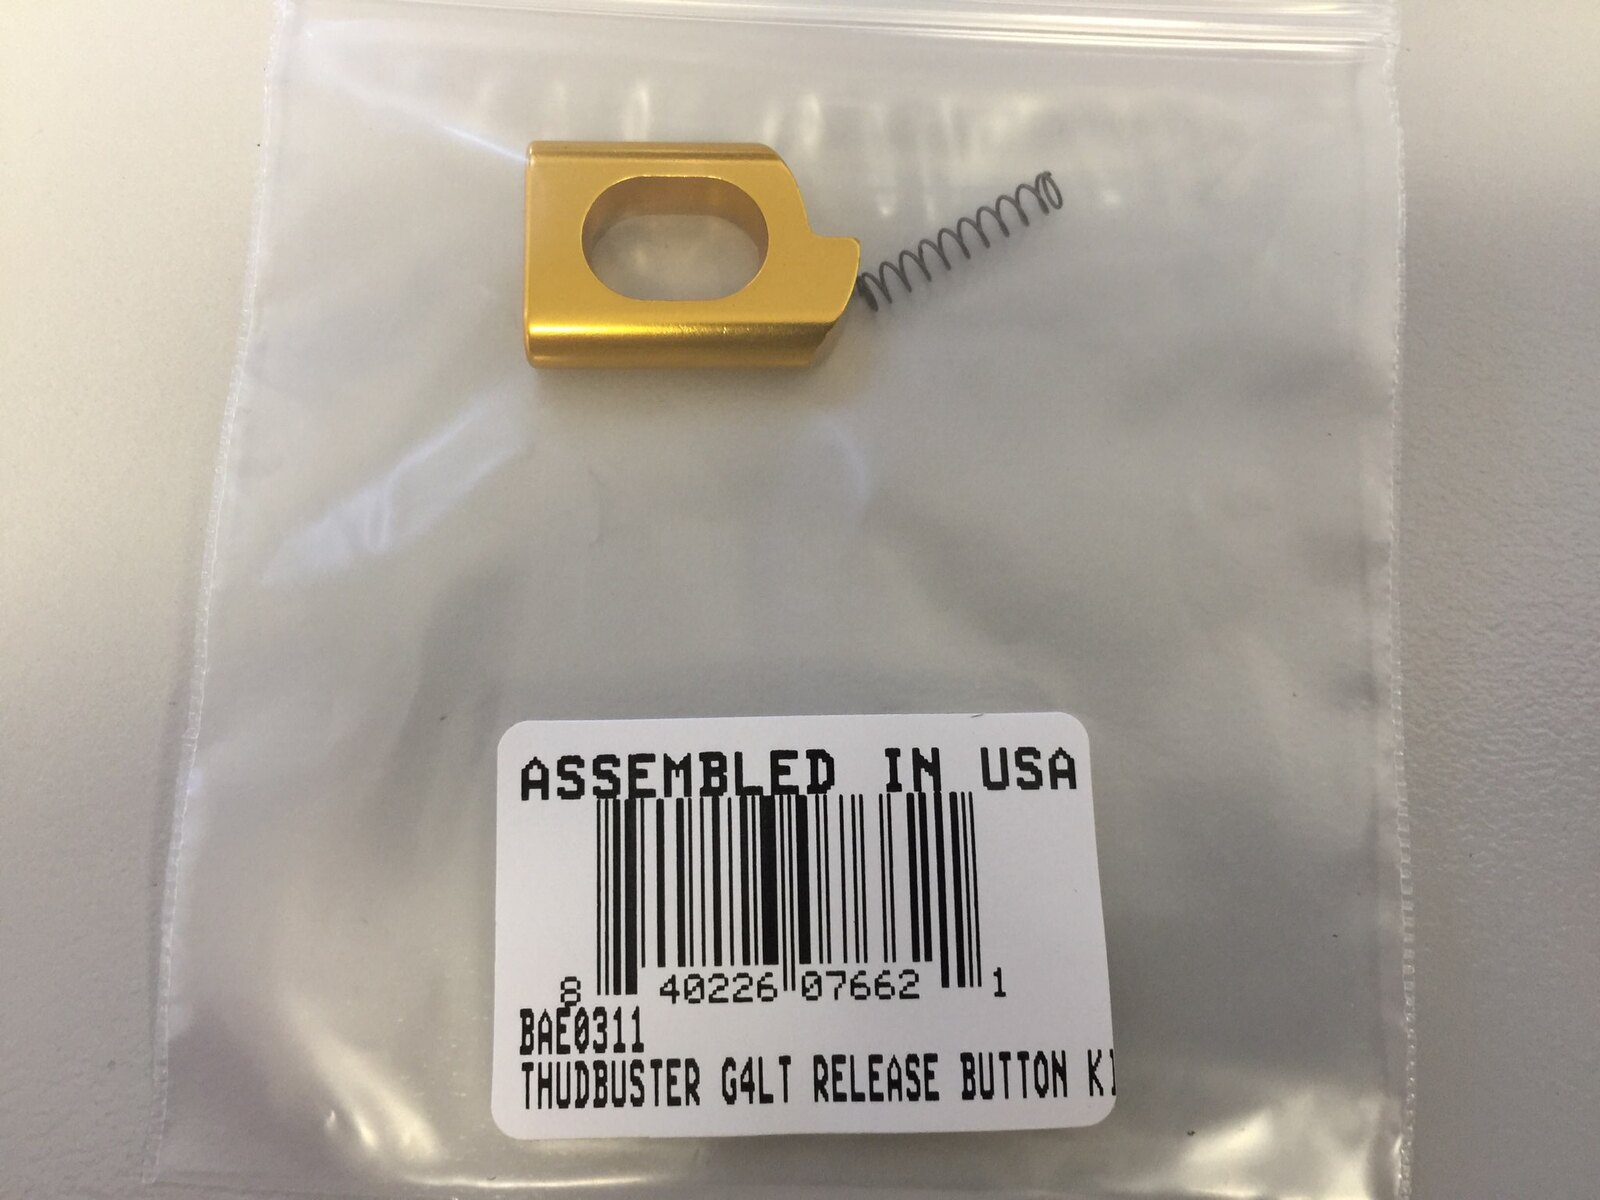 ASSEMBLED IN USA
8 40226 07662 1
BAE0311
THUDBUSTER G4LT RELEASE BUTTON K